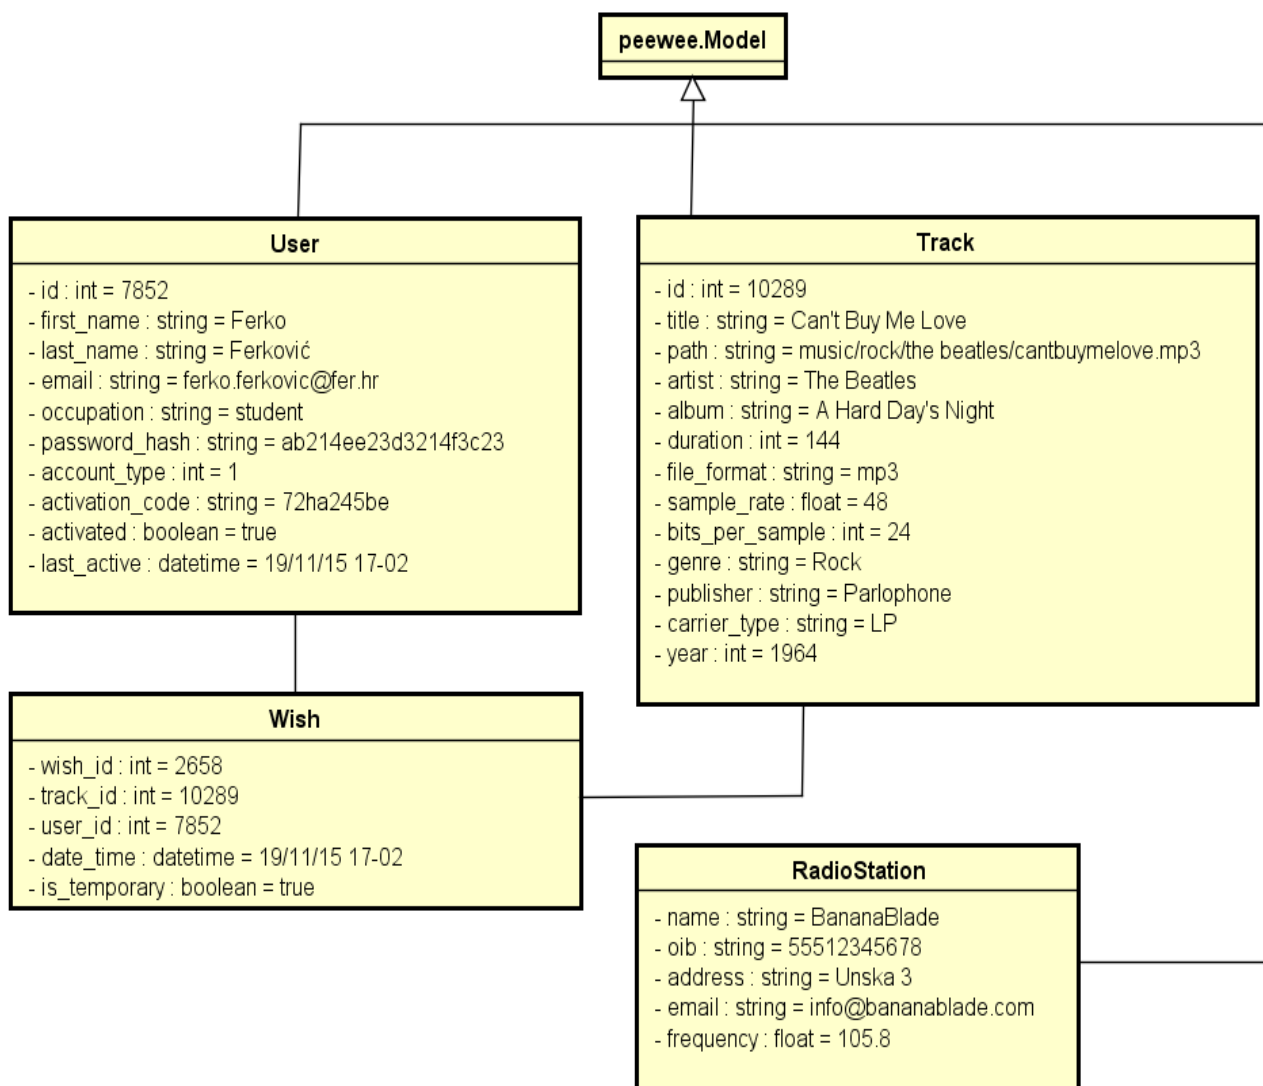 peewee.Model
User
- id : int = 7852
- first_name : string = Ferko
- last_name : string = Ferković
- email : string = ferko.ferkovic@fer.hr
- occupation : string = student
- password_hash : string = ab214ee23d3214f3c23
- account_type : int = 1
- activation_code : string = 72ha245be
- activated : boolean = true
- last_active : datetime = 19/11/15 17-02
Track
- id : int = 10289
- title : string = Can't Buy Me Love
- path : string = music/rock/the beatles/cantbuymelove.mp3
- artist : string = The Beatles
- album : string = A Hard Day's Night
- duration : int = 144
- file_format : string = mp3
- sample_rate : float = 48
- bits_per_sample : int = 24
- genre : string = Rock
- publisher : string = Parlophone
- carrier_type : string = LP
- year : int = 1964
Wish
- wish_id : int = 2658
- track_id : int = 10289
- user_id : int = 7852
- date_time : datetime = 19/11/15 17-02
- is_temporary : boolean = true
RadioStation
- name : string = BananaBlade
- oib : string = 55512345678
- address : string = Unska 3
- email : string = info@bananablade.com
- frequency : float = 105.8